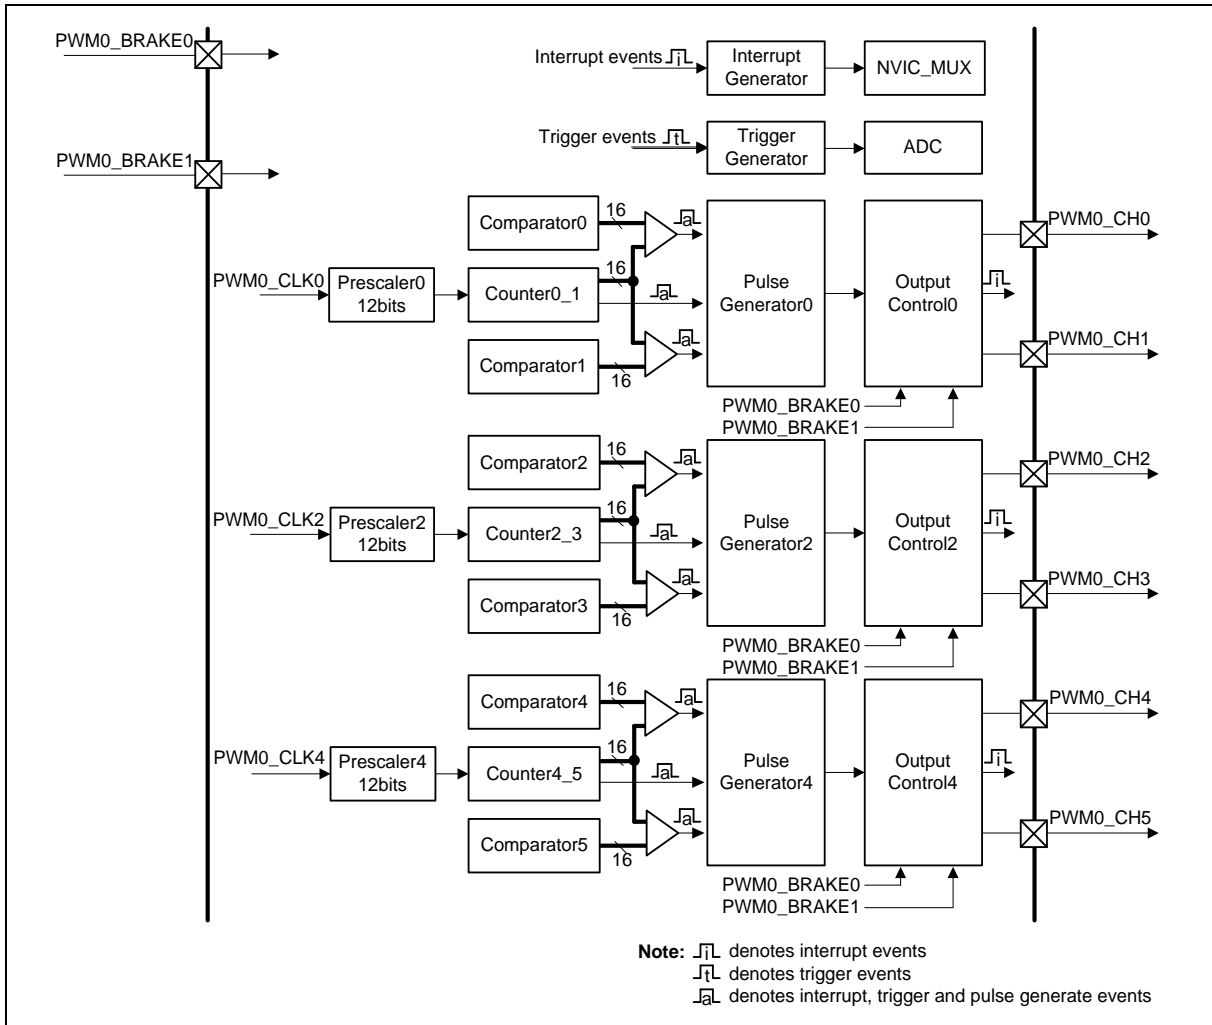 PWM0_BRAKE0
PWM0_BRAKE1
Interrupt events i
Interrupt
Generator
NVIC_MUX
Trigger events t
Trigger
Generator
ADC
Comparator0
16
a
PWM0_CLK0
Prescaler0
12bits
Counter0_1
16
a
Comparator1
16
a
Pulse
Generator0
Output
Control0
PWM0_CH0
i
PWM0_CH1
PWM0_BRAKE0
PWM0_BRAKE1
Comparator2
16
a
PWM0_CLK2
Prescaler2
12bits
Counter2_3
16
a
Comparator3
16
a
Pulse
Generator2
Output
Control2
PWM0_CH2
i
PWM0_CH3
PWM0_BRAKE0
PWM0_BRAKE1
Comparator4
16
a
PWM0_CLK4
Prescaler4
12bits
Counter4_5
16
a
Comparator5
16
a
Pulse
Generator4
Output
Control4
PWM0_CH4
i
PWM0_CH5
PWM0_BRAKE0
PWM0_BRAKE1
Note: i denotes interrupt events
t denotes trigger events
a denotes interrupt, trigger and pulse generate events